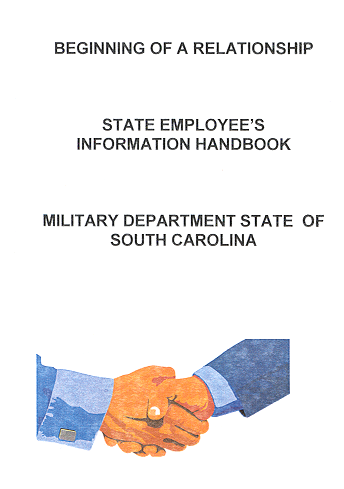 BEGINNING OF A RELATIONSHIP
STATE EMPLOYEE'S
INFORMATION HANDBOOK
MILITARY DEPARTMENT STATE OF
SOUTH CAROLINA